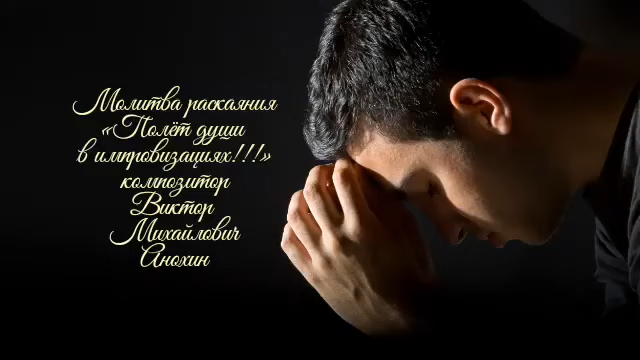 Молитва раскаяния
«Полёт души
в импровизациях!!!»
композитор
Виктор
Михайлович
Анохин